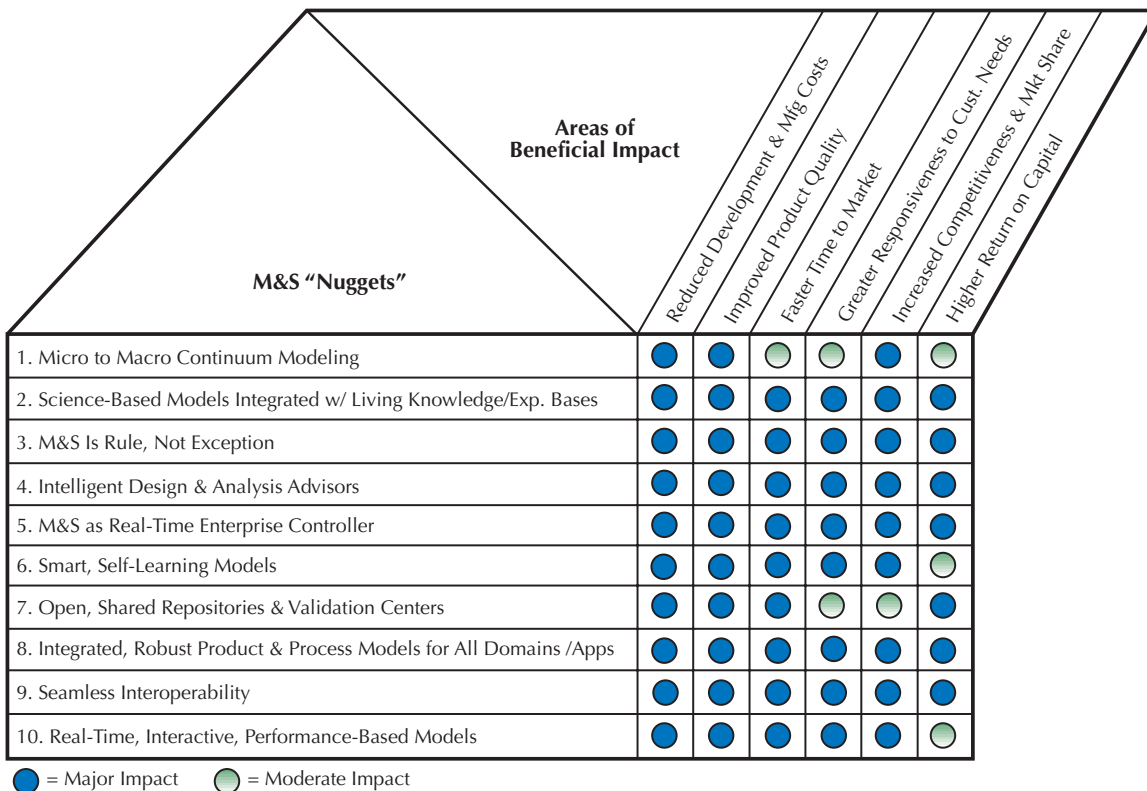 Areas of
Beneficial Impact
M&S “Nuggets”
Reduced Development & Mfg Costs
Improved Product Quality
Faster Time to Market
Greater Responsiveness to Cust. Needs
Increased Competitiveness & Mkt Share
Higher Return on Capital
1. Micro to Macro Continuum Modeling
2. Science-Based Models Integrated w/ Living Knowledge/Exp. Bases
3. M&S Is Rule, Not Exception
4. Intelligent Design & Analysis Advisors
5. M&S as Real-Time Enterprise Controller
6. Smart, Self-Learning Models
7. Open, Shared Repositories & Validation Centers
8. Integrated, Robust Product & Process Models for All Domains /Apps
9. Seamless Interoperability
10. Real-Time, Interactive, Performance-Based Models
= Major Impact = Moderate Impact